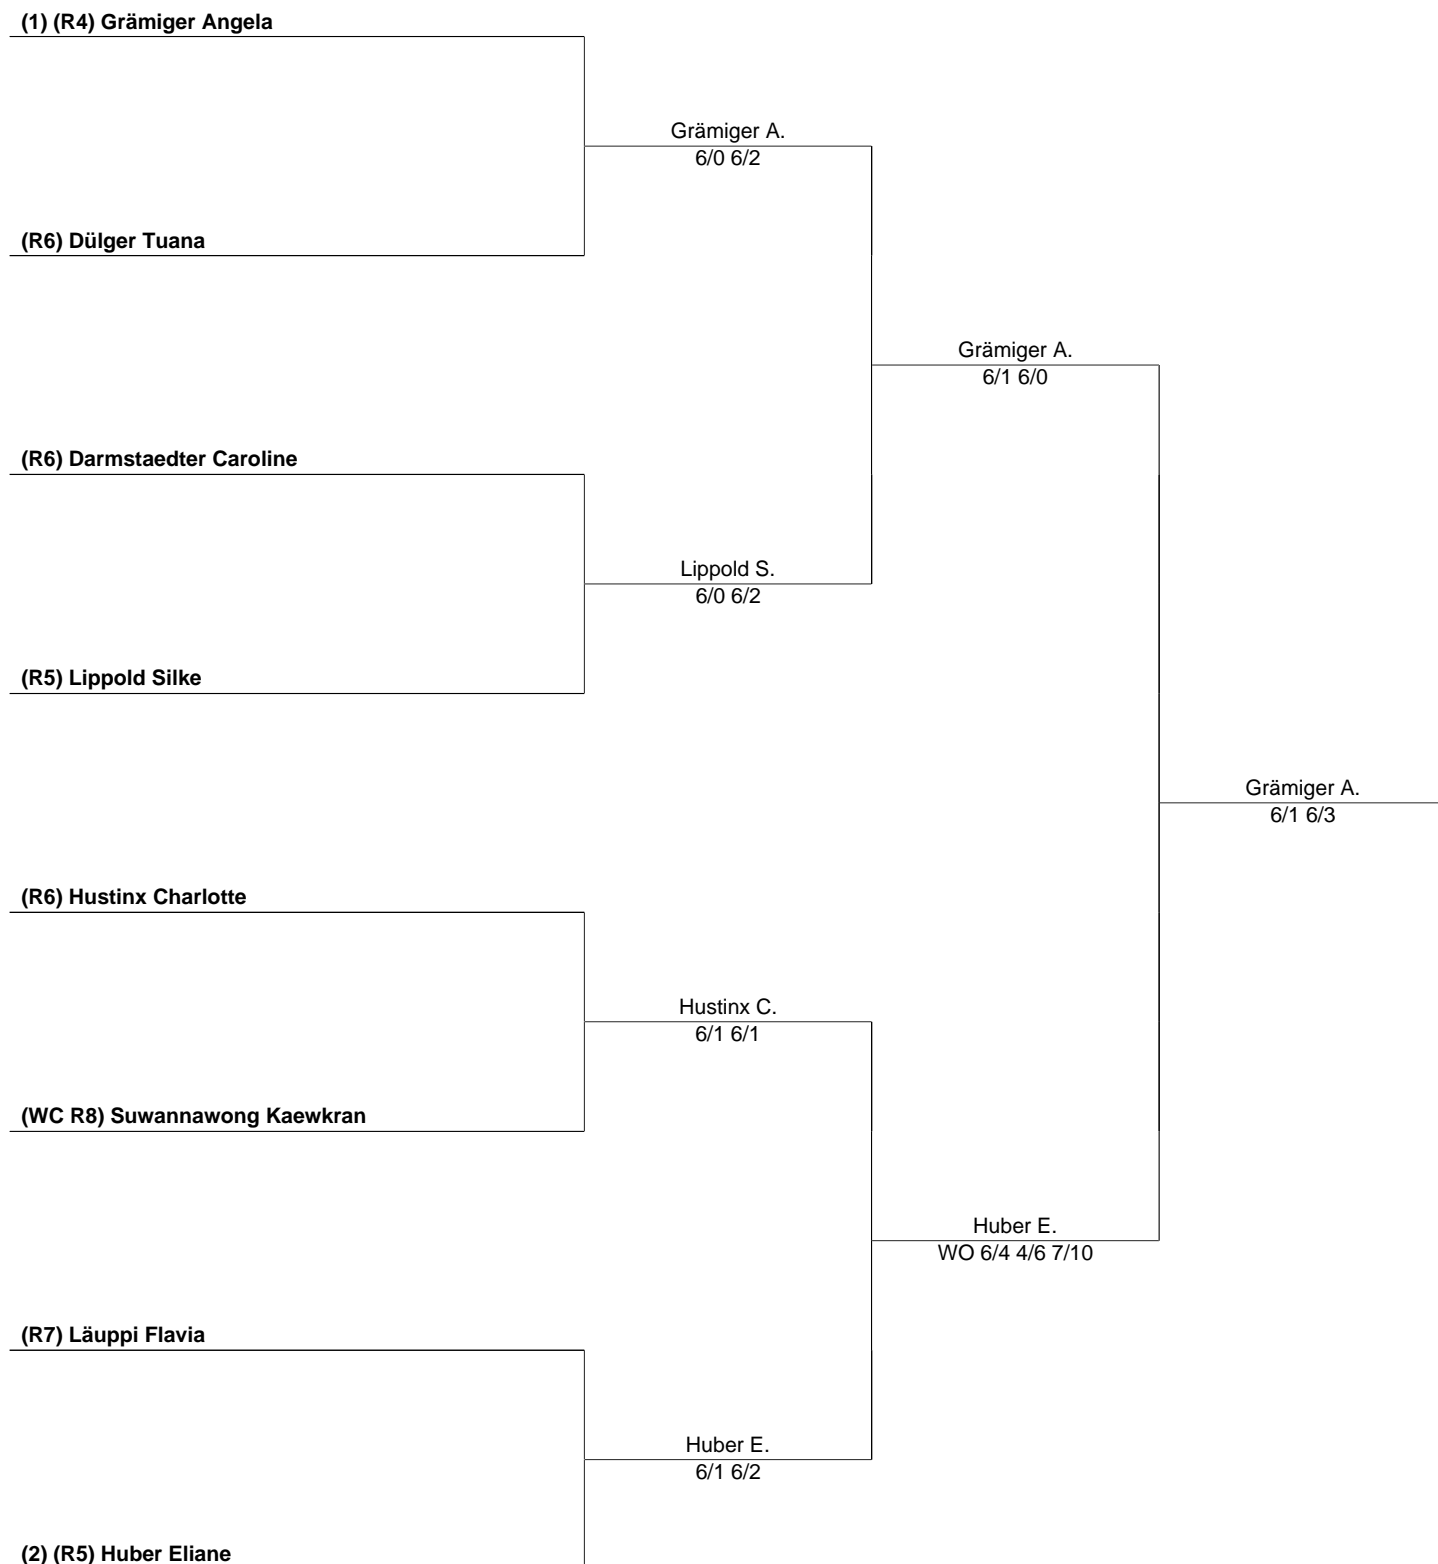 (1) (R4) Grämiger Angela
Grämiger A.
6/0 6/2
(R6) Dülger Tuana
Grämiger A.
6/1 6/0
(R6) Darmstaedter Caroline
Lippold S.
6/0 6/2
(R5) Lippold Silke
Grämiger A.
6/1 6/3
(R6) Hustinx Charlotte
Hustinx C.
6/1 6/1
(WC R8) Suwannawong Kaewkran
Huber E.
WO 6/4 4/6 7/10
(R7) Läuppi Flavia
Huber E.
6/1 6/2
(2) (R5) Huber Eliane